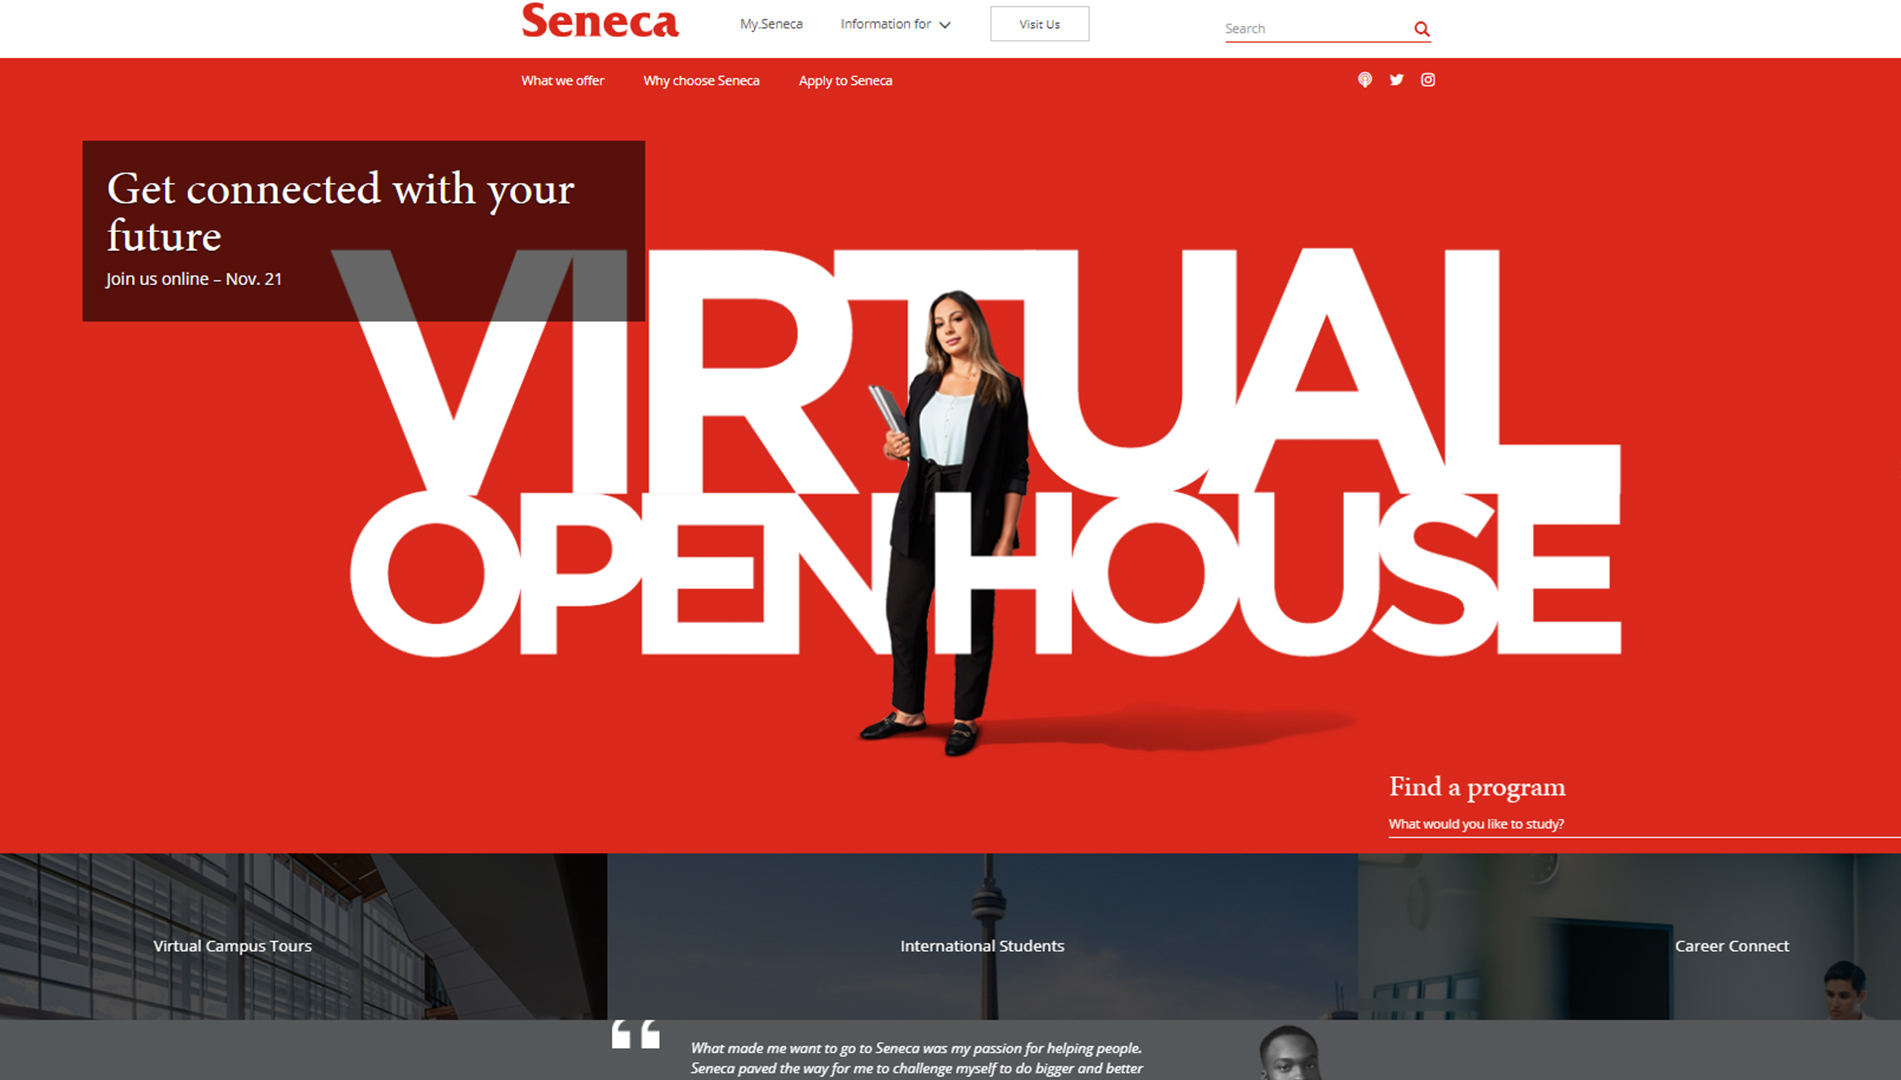 Seneca
My.Seneca
Information for
Visit Us
Search
What we offer
Why choose Seneca
Apply to Seneca
Get connected with your
future
Join us online – Nov. 21
VIRTUAL
OPEN HOUSE
Find a program
What would you like to study?
Virtual Campus Tours
International Students
Career Connect
What made me want to go to Seneca was my passion for helping people.
Seneca paved the way for me to challenge myself to do bigger and better